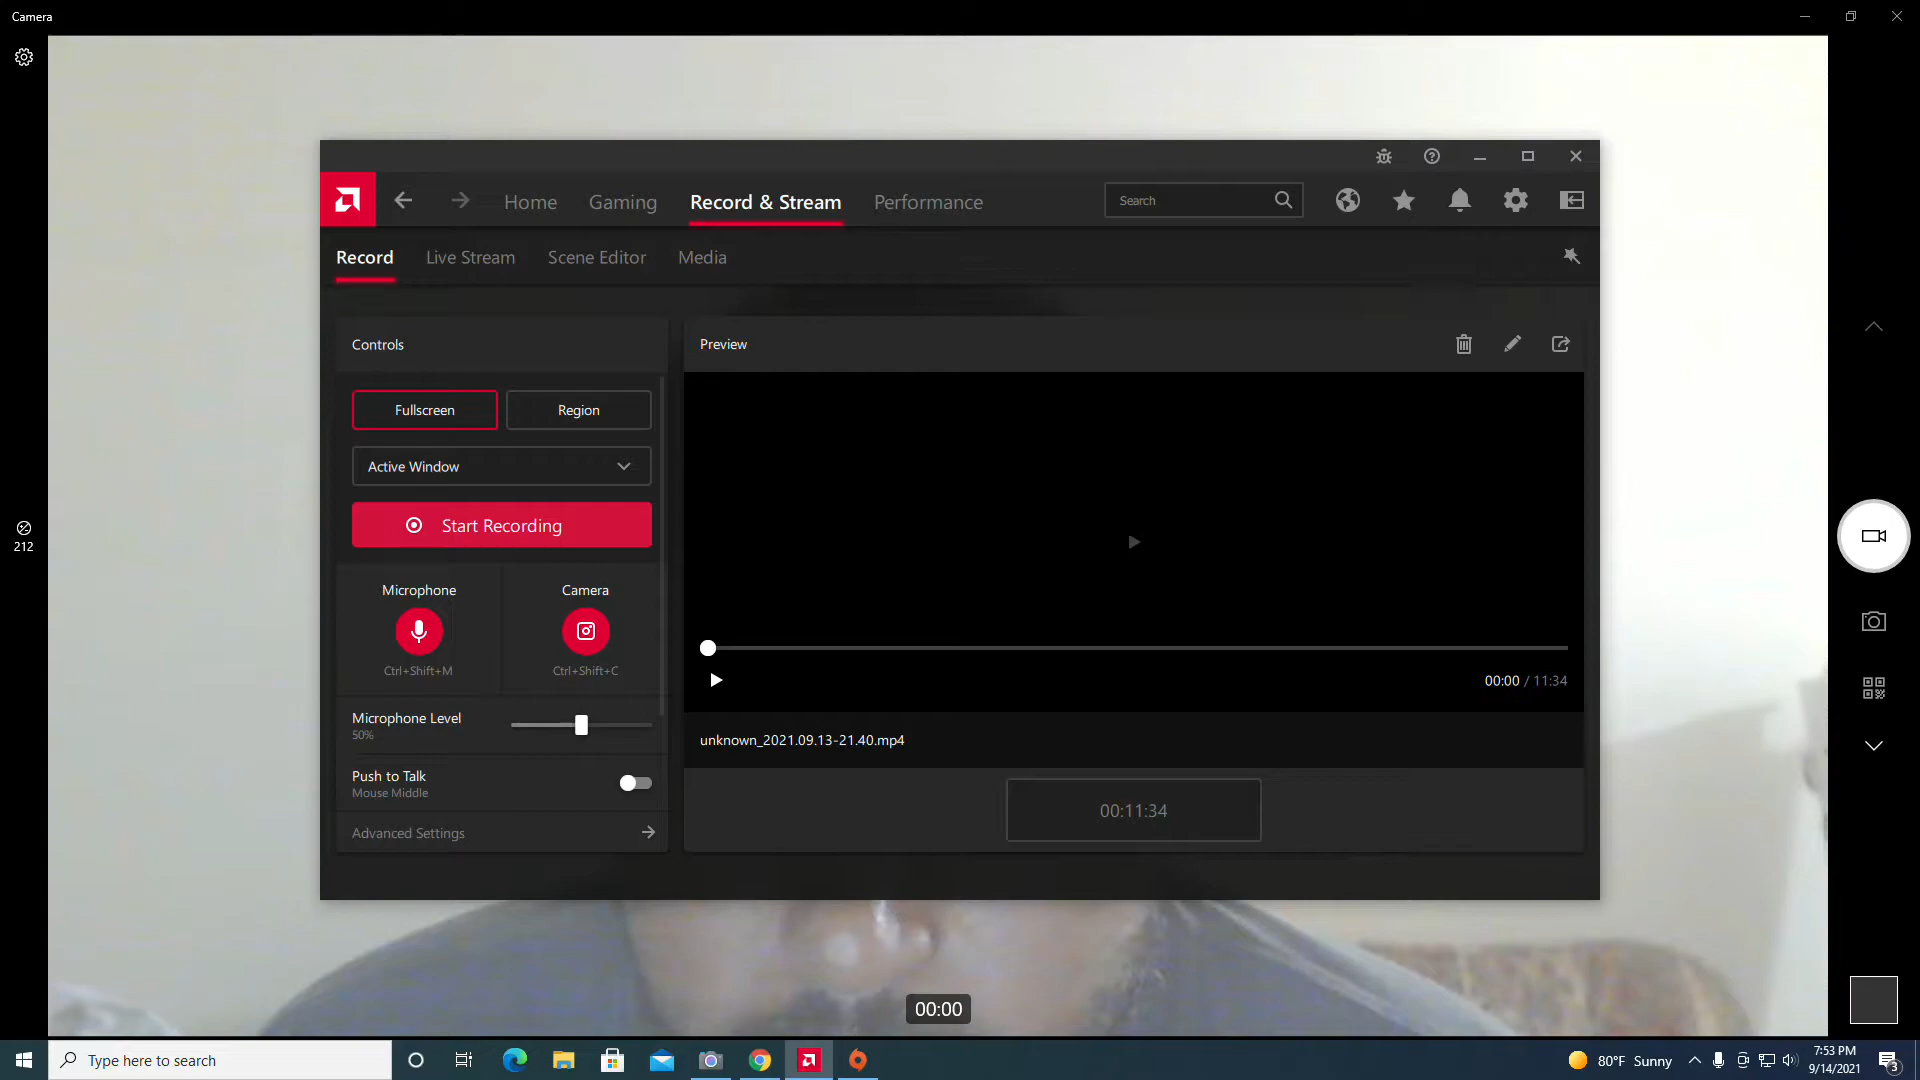 Camera
Home
Gaming
Record & Stream
Performance
Search
Record
Live Stream
Scene Editor
Media
Controls
Fullscreen
Region
Active Window
Start Recording
Microphone
Camera
Ctrl+Shift+M
Ctrl+Shift+C
Microphone Level
50%
Push to Talk
Mouse Middle
Advanced Settings
Preview
00:00 / 11:34
unknown_2021.09.13-21.40.mp4
00:11:34
212
00:00
Type here to search
80°F Sunny
7:53 PM
9/14/2021
3